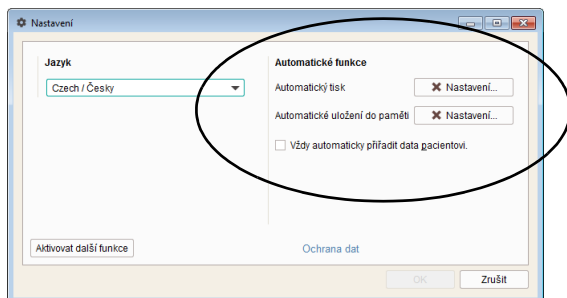 Nastavení
Jazyk
Czech / Česky
Automatické funkce
Automatický tisk
Nastavení...
Automatické uložení do paměti
Nastavení...
Vždy automaticky přiřadit data pacientovi.
Aktivovat další funkce
Ochrana dat
OK
Zrušit